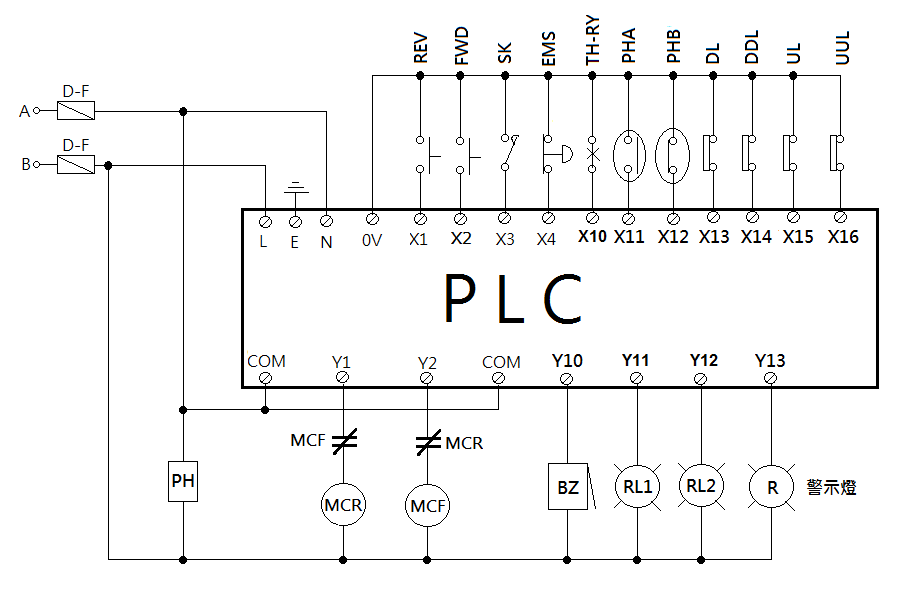 REV FWD SK EMS TH-RY PHA PHB DL DDL UL UUL
D-F
A
D-F
B
L E N 0V X1 X2 X3 X4 X10 X11 X12 X13 X14 X15 X16
PLC
COM Y1 Y2 COM Y10 Y11 Y12 Y13
MCF MCR
PH MCR MCF BZ RL1 RL2 R 警示燈